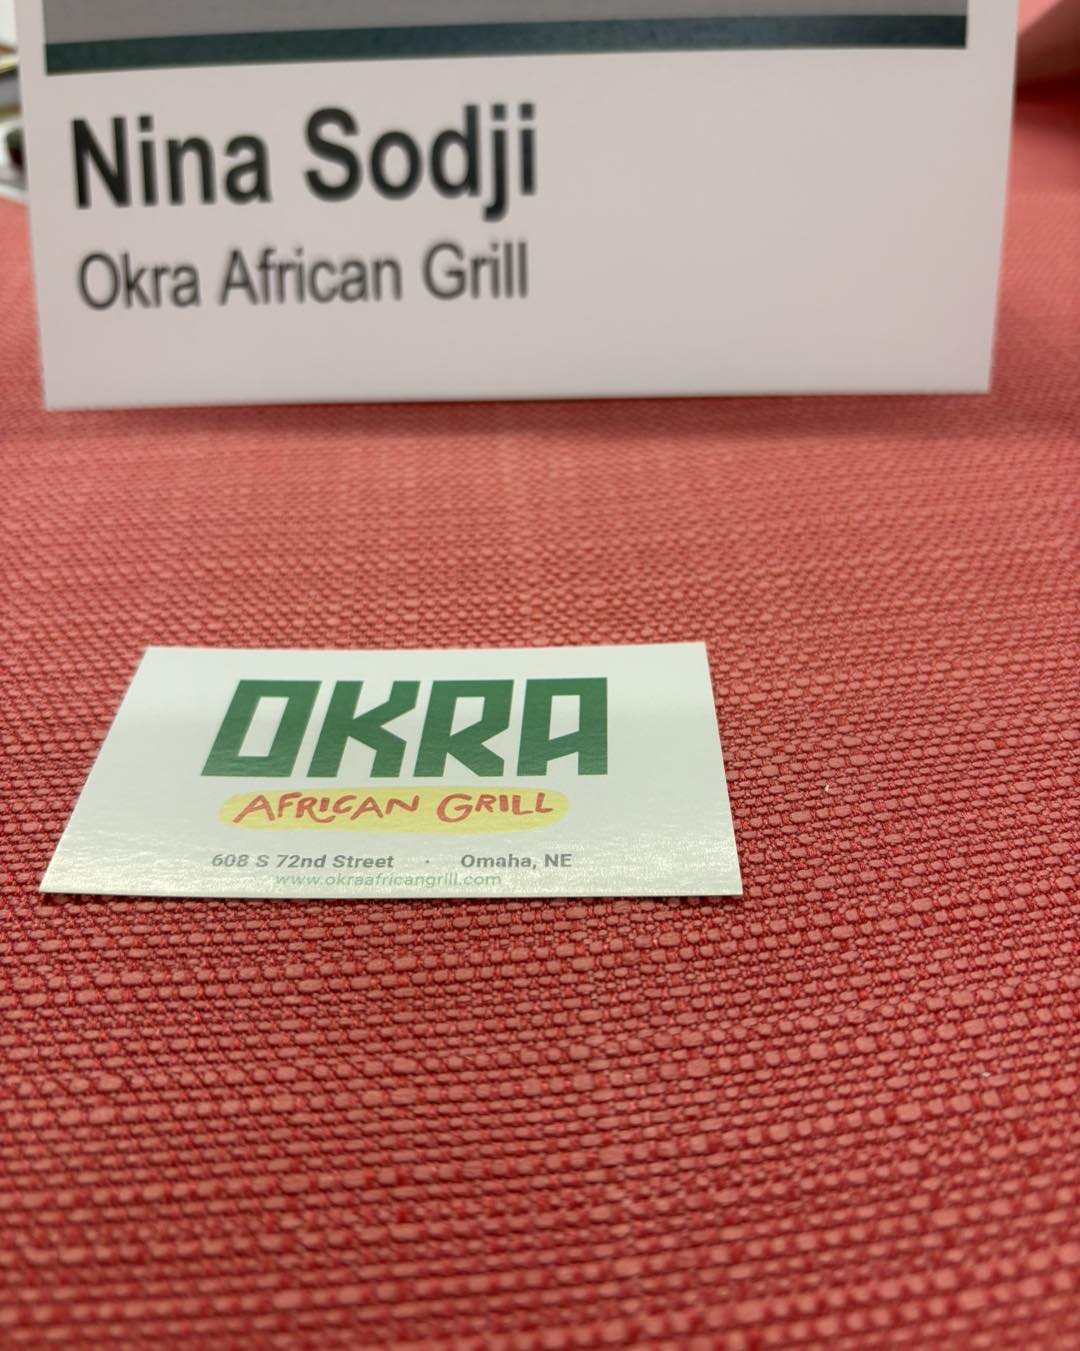 Nina Sodji
Okra African Grill
OKRA
AFRICAN GRILL
608 S 72nd Street · Omaha, NE
www.okraafricangrill.com